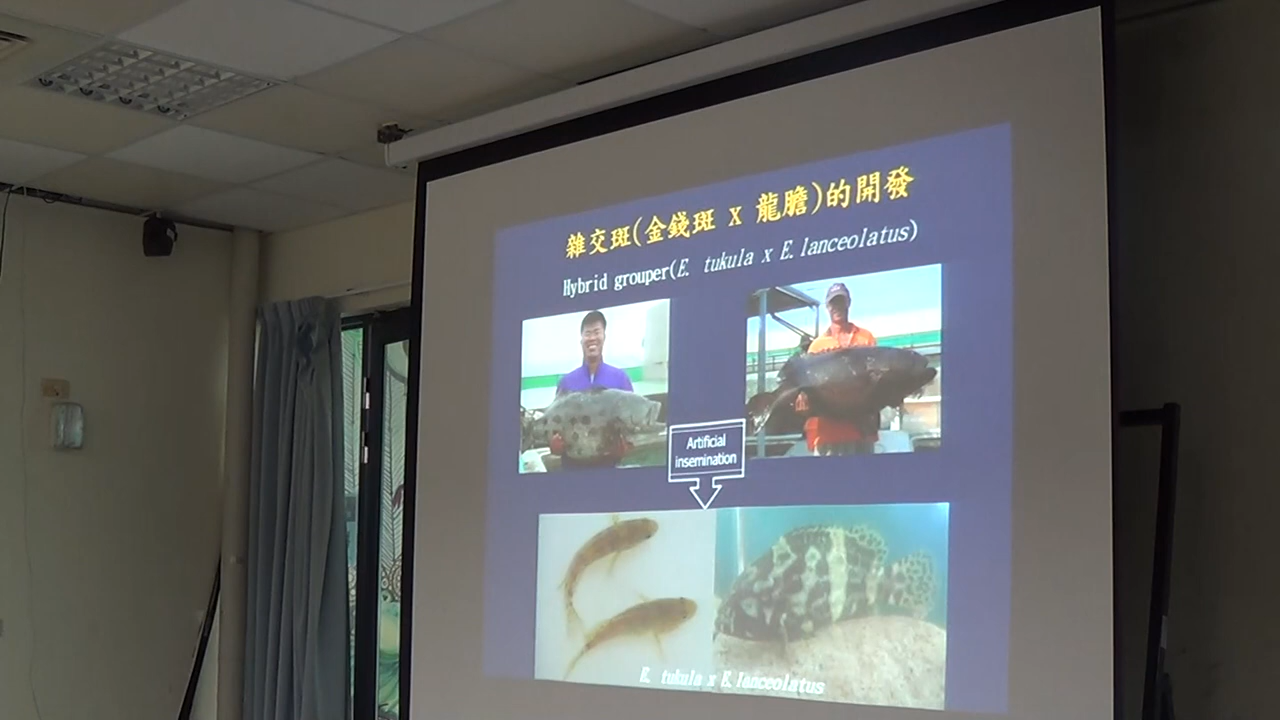 雜交斑(金錢斑 X 龍膽)的開發
Hybrid grouper(E. tukula x E. lanceolatus)
Artificial
insemination
E. tukula x E. lanceolatus